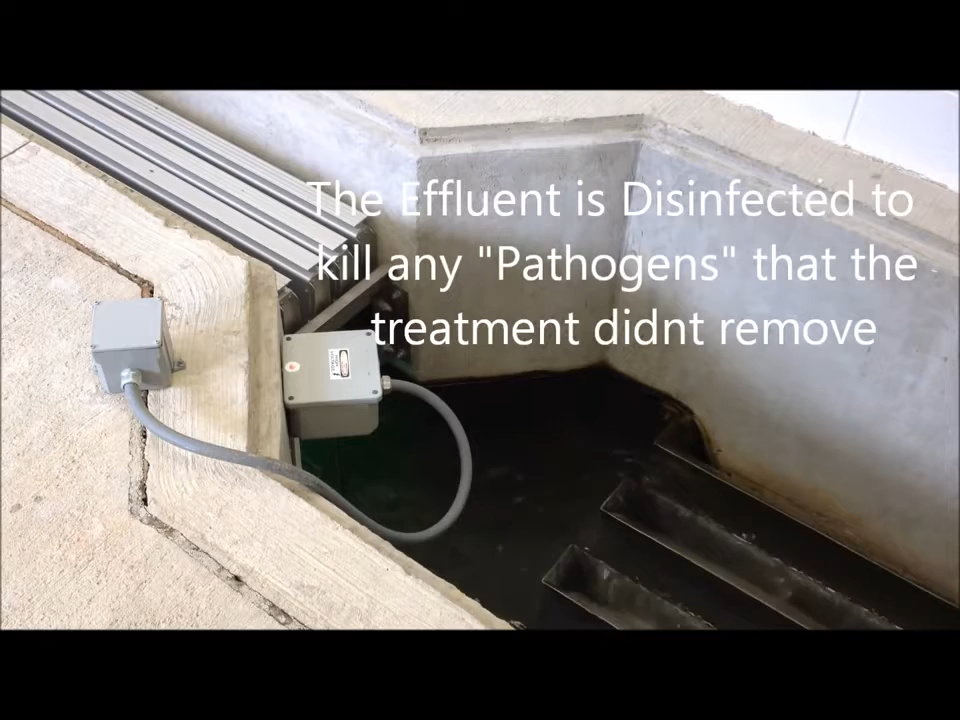 The Effluent is Disinfected to
kill any "Pathogens" that the
treatment didnt remove